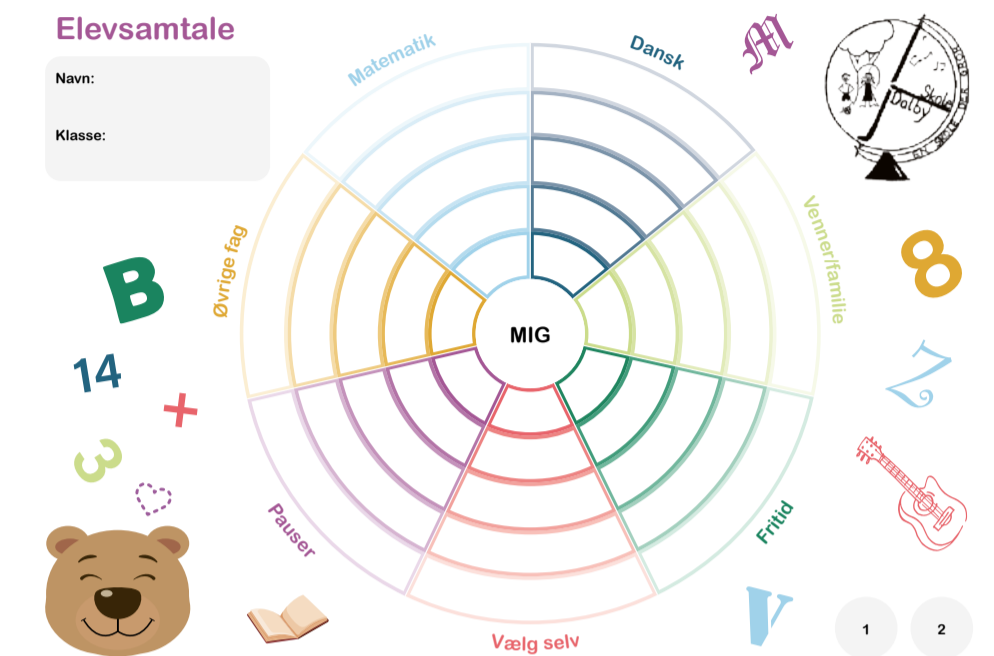 Elevsamtale
Navn:
Klasse:
Matematik
Dansk
M
Dalby Skole
Øvrige fag
Venner/familie
B
8
MIG
14
Z
+
3
Pauser
Fritid
Vælg selv
V
1
2